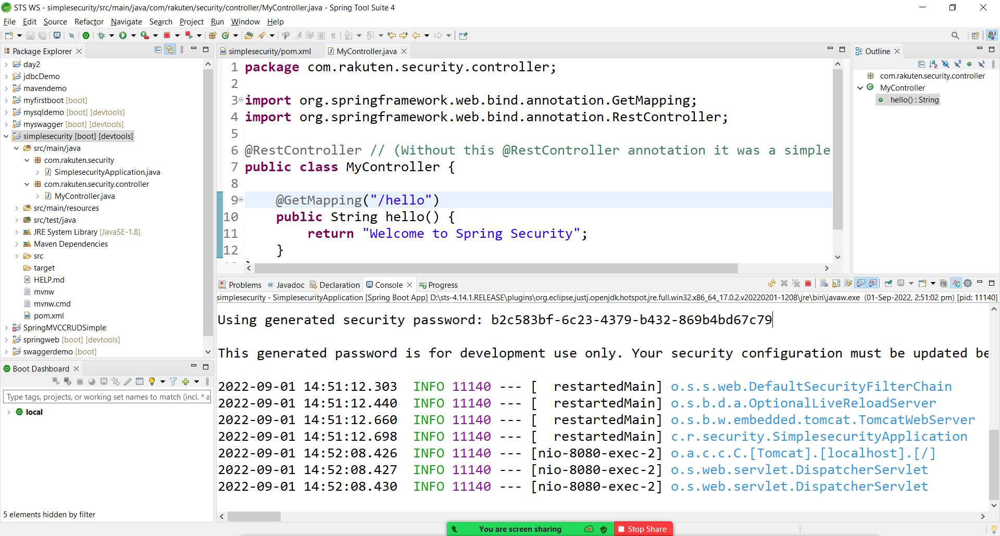 STS WS - simplesecurity/src/main/java/com/rakuten/security/controller/MyController.java - Spring Tool Suite 4
File Edit Source Refactor Navigate Search Project Run Window Help
Package Explorer
day2
jdbcDemo
mavendemo
myfirstboot [boot]
mysqldemo [boot] [devtools]
myswagger [boot] [devtools]
simplesecurity [boot] [devtools]
src/main/java
com.rakuten.security
SimplesecurityApplication.java
com.rakuten.security.controller
MyController.java
src/main/resources
src/test/java
JRE System Library [JavaSE-1.8]
Maven Dependencies
src
target
HELP.md
mvnw
mvnw.cmd
pom.xml
SpringMVCCRUDSimple
springweb [boot] [devtools]
swaggerdemo [boot]
Boot Dashboard
Type tags, projects, or working set names to match (incl. * a
local
5 elements hidden by filter
simplesecurity/pom.xml MyController.java
1 package com.rakuten.security.controller;
2
3 import org.springframework.web.bind.annotation.GetMapping;
4 import org.springframework.web.bind.annotation.RestController;
5
6 @RestController // (Without this @RestController annotation it was a simple
7 public class MyController {
8
9 @GetMapping("/hello")
10 public String hello() {
11 return "Welcome to Spring Security";
12 }
Outline
com.rakuten.security.controller
MyController
hello() : String
Problems Javadoc Declaration Console Progress
simplesecurity - SimplesecurityApplication [Spring Boot App] D:\sts-4.14.1.RELEASE\plugins\org.eclipse.justj.openjdk.hotspot.jre.full.win32.x86_64_17.0.2.v20220201-1208\jre\bin\javaw.exe (01-Sep-2022, 2:51:02 pm) [pid: 11140]
Using generated security password: b2c583bf-6c23-4379-b432-869b4bd67c79
This generated password is for development use only. Your security configuration must be updated be
2022-09-01 14:51:12.303 INFO 11140 --- [ restartedMain] o.s.s.web.DefaultSecurityFilterChain
2022-09-01 14:51:12.440 INFO 11140 --- [ restartedMain] o.s.b.d.a.OptionalLiveReloadServer
2022-09-01 14:51:12.660 INFO 11140 --- [ restartedMain] o.s.b.w.embedded.tomcat.TomcatWebServer
2022-09-01 14:51:12.698 INFO 11140 --- [ restartedMain] c.r.security.SimplesecurityApplication
2022-09-01 14:52:08.426 INFO 11140 --- [nio-8080-exec-2] o.a.c.c.C.[Tomcat].[localhost].[/]
2022-09-01 14:52:08.427 INFO 11140 --- [nio-8080-exec-2] o.s.web.servlet.DispatcherServlet
2022-09-01 14:52:08.430 INFO 11140 --- [nio-8080-exec-2] o.s.web.servlet.DispatcherServlet
You are screen sharing Stop Share